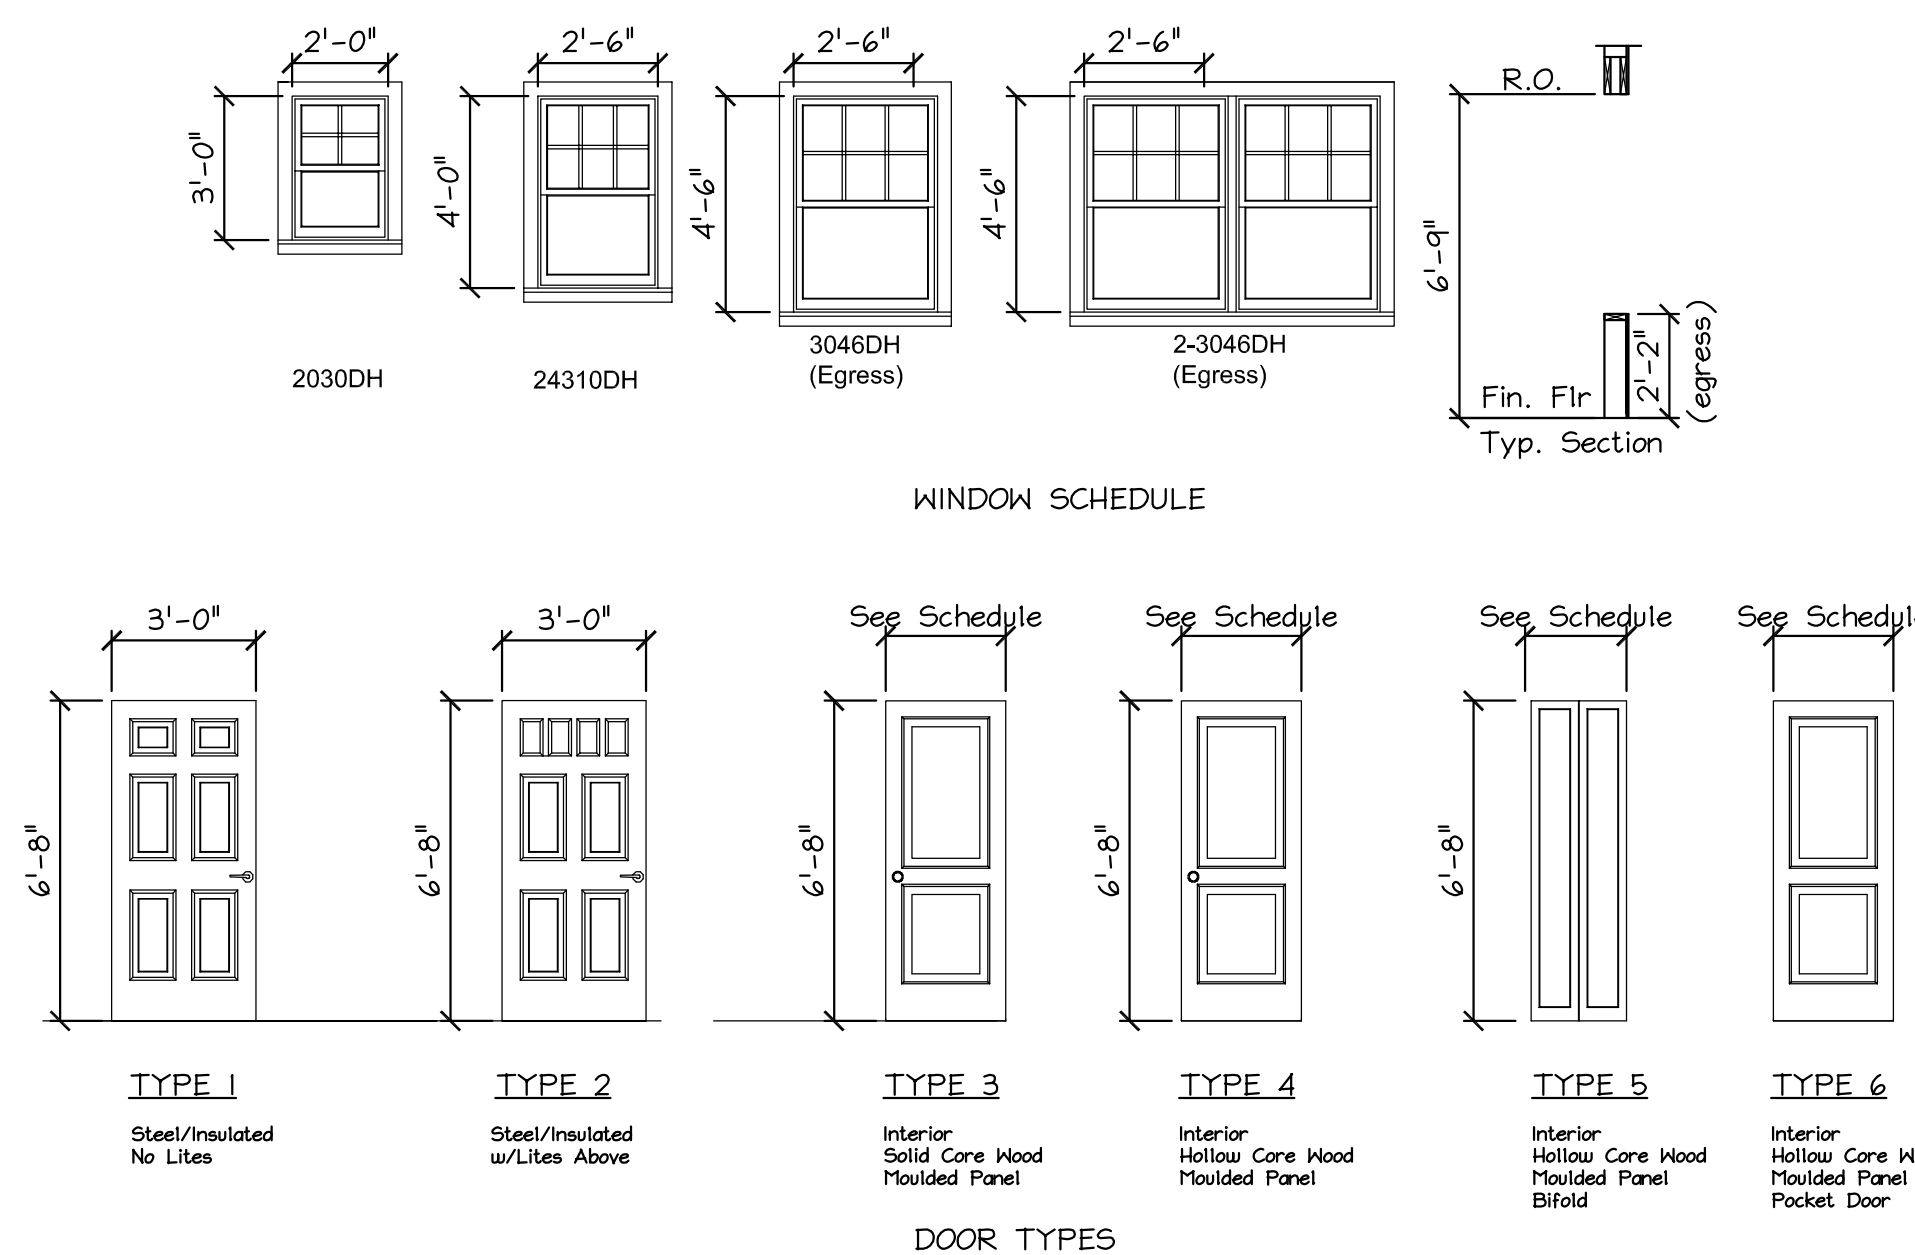 2'-0"
2'-6"
2'-6"
2'-6"
R.O.
3'-0"
4'-0"
4'-6"
4'-6"
6'-9"
2'-2"
(egress)
3046DH
(Egress)
2-3046DH
(Egress)
2030DH
24310DH
Fin. Flr
Typ. Section
WINDOW SCHEDULE
3'-0"
3'-0"
See Schedule
See Schedule
See Schedule
See Schedul
6'-8"
6'-8"
6'-8"
6'-8"
6'-8"
TYPE 1
Steel/Insulated
No Lites
TYPE 2
Steel/Insulated
w/Lites Above
TYPE 3
Interior
Solid Core Wood
Moulded Panel
TYPE 4
Interior
Hollow Core Wood
Moulded Panel
TYPE 5
Interior
Hollow Core Wood
Moulded Panel
Bifold
TYPE 6
Interior
Hollow Core W
Moulded Panel
Pocket Door
DOOR TYPES